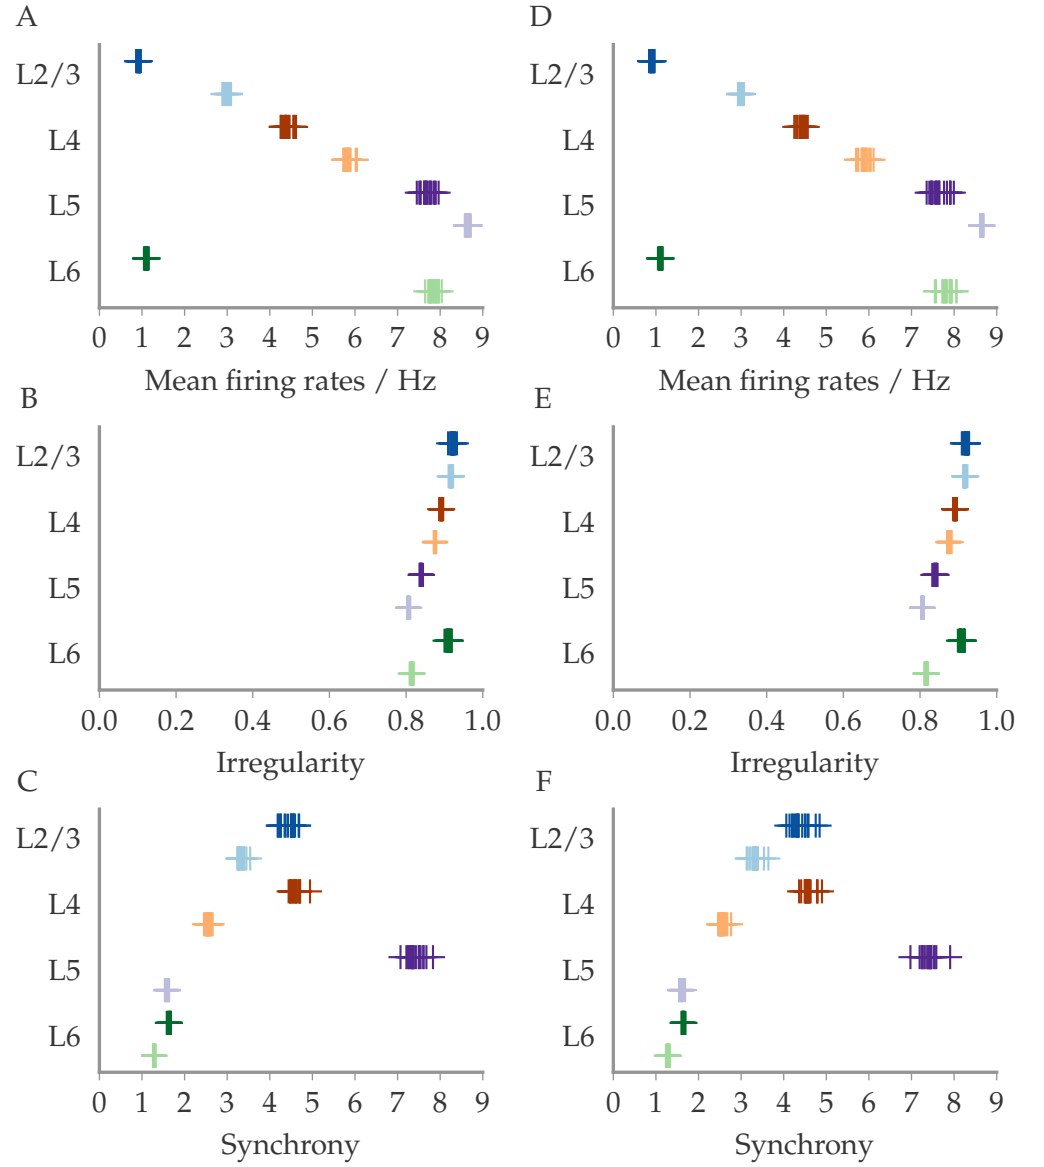 A
L2/3
L4
L5
L6
0 1 2 3 4 5 6 7 8 9
Mean firing rates / Hz
D
L2/3
L4
L5
L6
0 1 2 3 4 5 6 7 8 9
Mean firing rates / Hz
B
L2/3
L4
L5
L6
0.0 0.2 0.4 0.6 0.8 1.0
Irregularity
E
L2/3
L4
L5
L6
0.0 0.2 0.4 0.6 0.8 1.0
Irregularity
C
L2/3
L4
L5
L6
0 1 2 3 4 5 6 7 8 9
Synchrony
F
L2/3
L4
L5
L6
0 1 2 3 4 5 6 7 8 9
Synchrony